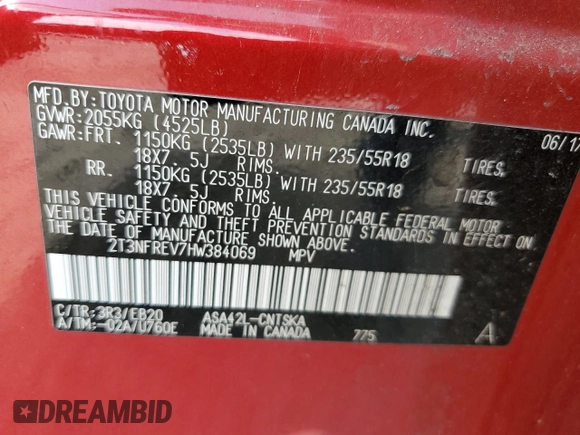 MFD.BY:TOYOTA MOTOR MANUFACTURING CANADA INC.
GVWR:2055KG (4525LB) 06/17
GAWR:FRT. 1150KG (2535LB) WITH 235/55R18 TIRES.
18X7. 5J RIMS.
RR. 1150KG (2535LB) WITH 235/55R18 TIRES.
18X7. 5J RIMS.
THIS VEHICLE CONFORMS TO ALL APPLICABLE FEDERAL MOTOR
VEHICLE SAFETY AND THEFT PREVENTION STANDARDS IN EFFECT ON
THE DATE OF MANUFACTURE SHOWN ABOVE.
2T3NFREV7HW384069 MPV
C/TR:3R3/EB20 ASA42L-CNTSKA
A/TM:-02A/U760E MADE IN CANADA 775 A
DREAMBID